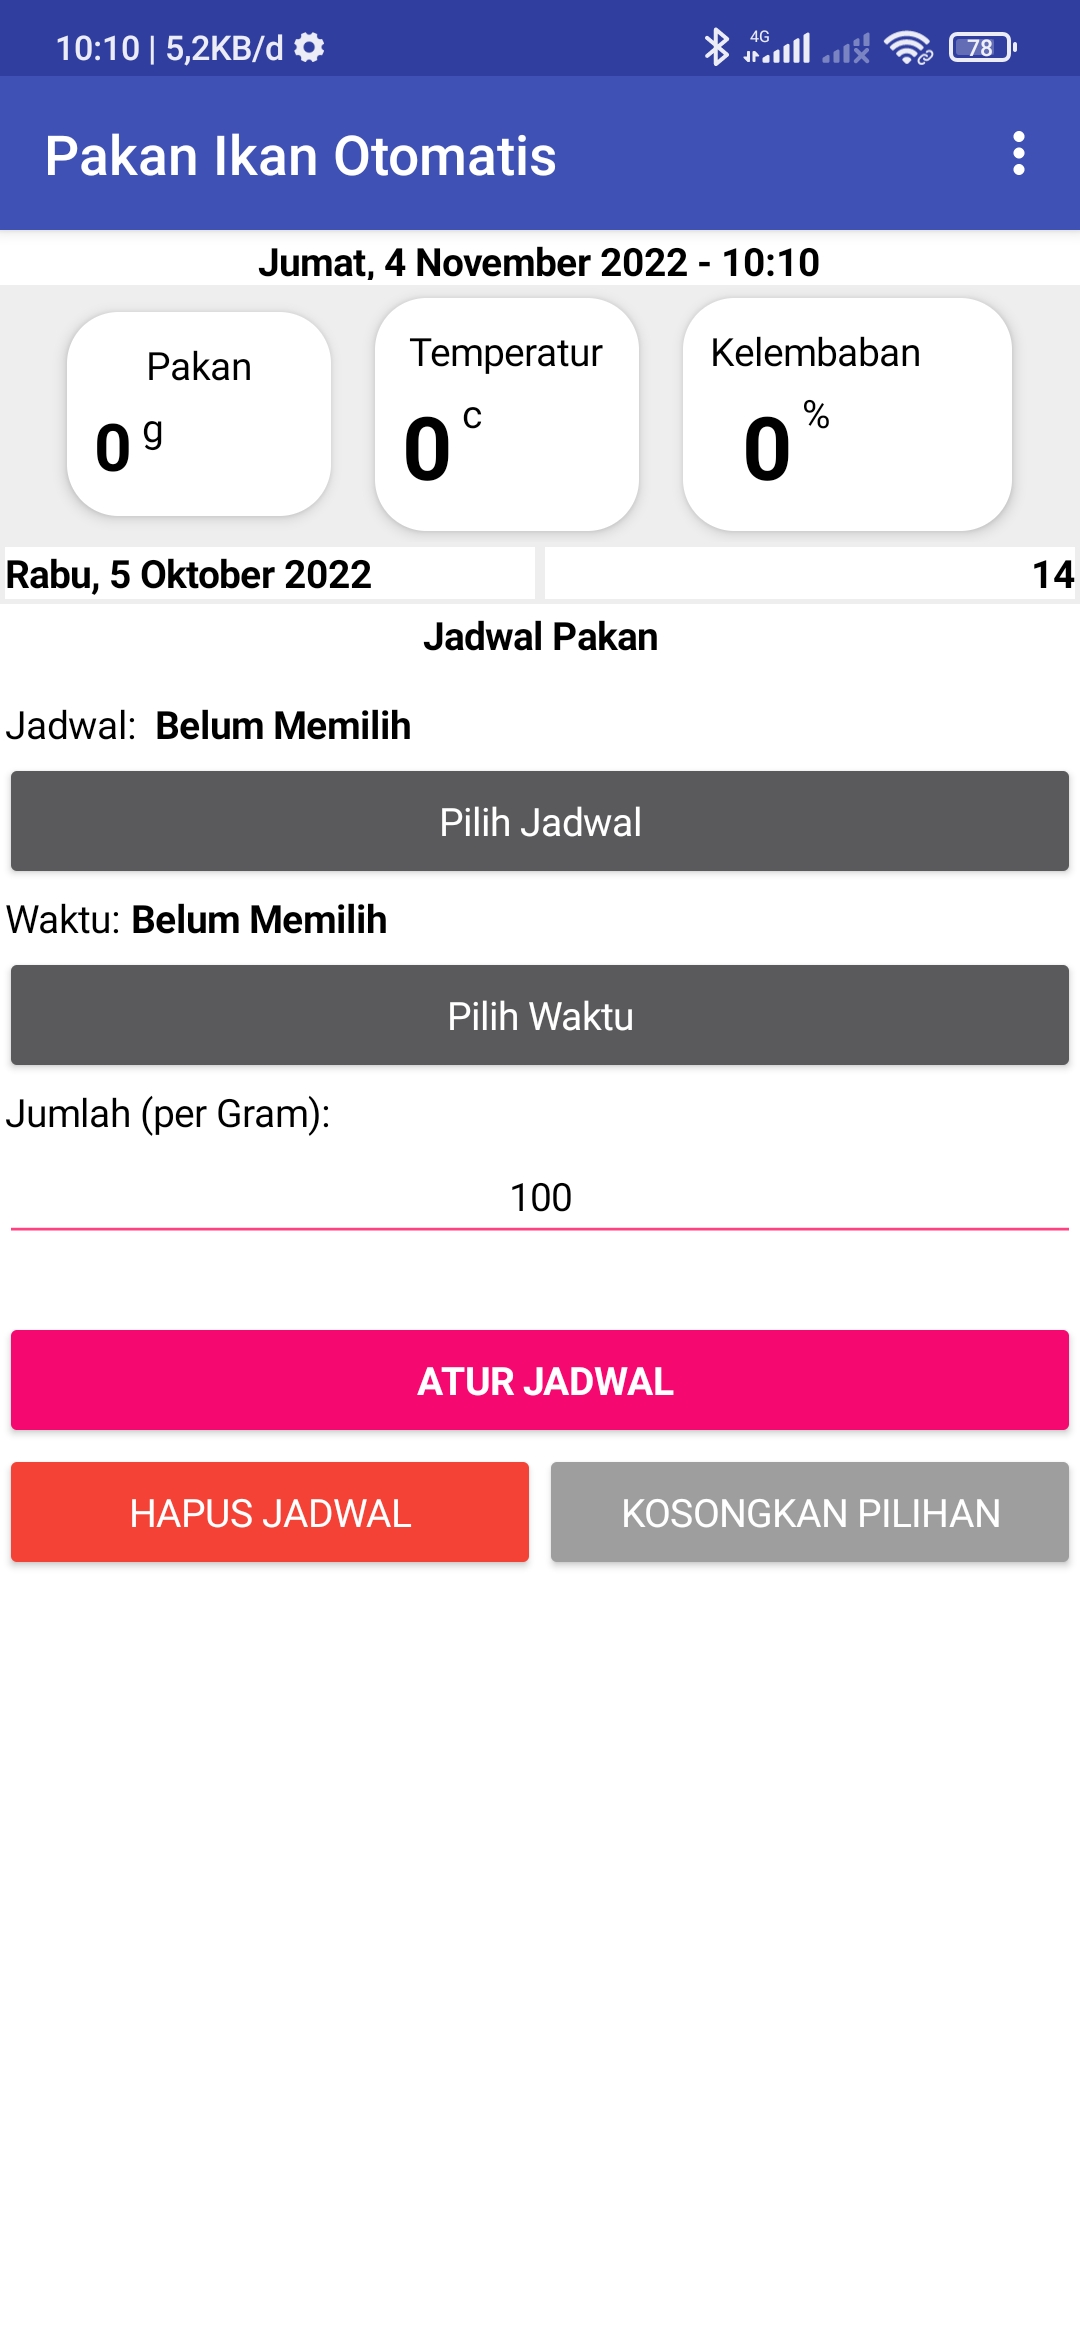 10:10 | 5,2KB/d 4G 78
Pakan Ikan Otomatis
Jumat, 4 November 2022 - 10:10
Pakan
0 g
Temperatur
0 c
Kelembaban
0 %
Rabu, 5 Oktober 2022 14
Jadwal Pakan
Jadwal: Belum Memilih
Pilih Jadwal
Waktu: Belum Memilih
Pilih Waktu
Jumlah (per Gram):
100
ATUR JADWAL
HAPUS JADWAL KOSONGKAN PILIHAN